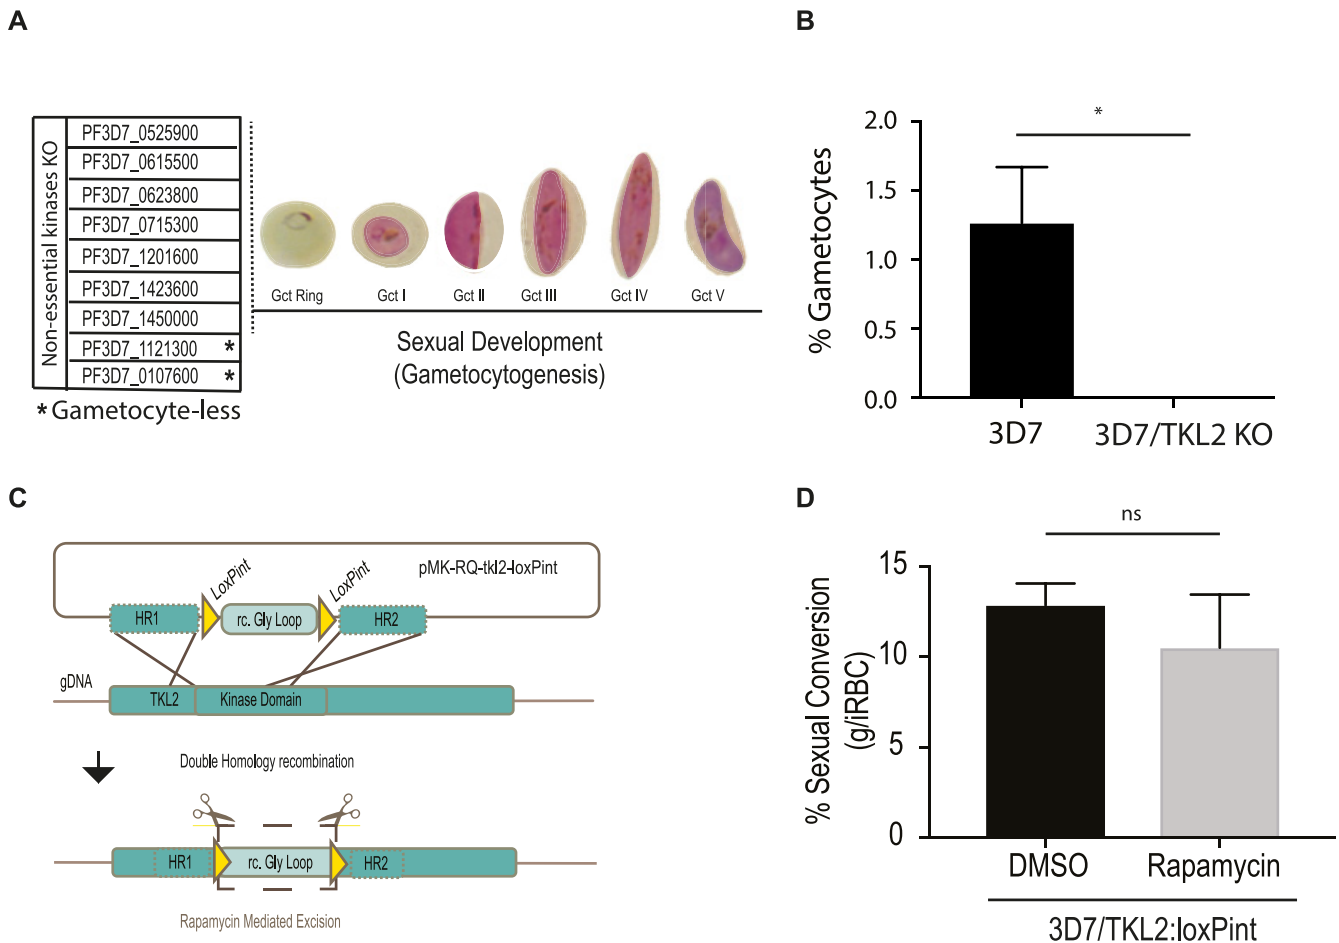 A
Non-essential kinases KO
PF3D7_0525900
PF3D7_0615500
PF3D7_0623800
PF3D7_0715300
PF3D7_1201600
PF3D7_1423600
PF3D7_1450000
PF3D7_1121300 *
PF3D7_0107600 *
* Gametocyte-less
Gct Ring
Gct I
Gct II
Gct III
Gct IV
Gct V
Sexual Development
(Gametocytogenesis)
B
% Gametocytes
2.0
1.5
1.0
0.5
0.0
*
3D7
3D7/TKL2 KO
C
LoxPint
LoxPint
pMK-RQ-tkl2-loxPint
HR1
rc. Gly Loop
HR2
gDNA
TKL2
Kinase Domain
Double Homology recombination
HR1
rc. Gly Loop
HR2
Rapamycin Mediated Excision
D
% Sexual Conversion
(g/iRBC)
15
10
5
0
ns
DMSO
Rapamycin
3D7/TKL2:loxPint